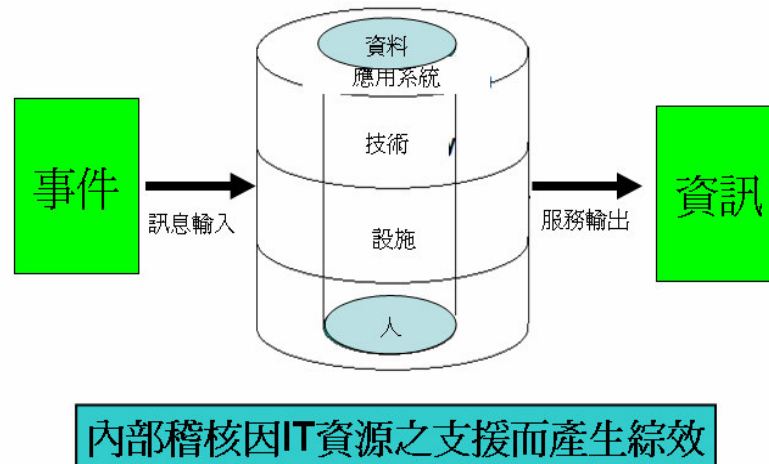 資料
應用系統
技術
事件
訊息輸入
設施
服務輸出
資訊
人
內部稽核因IT資源之支援而產生綜效